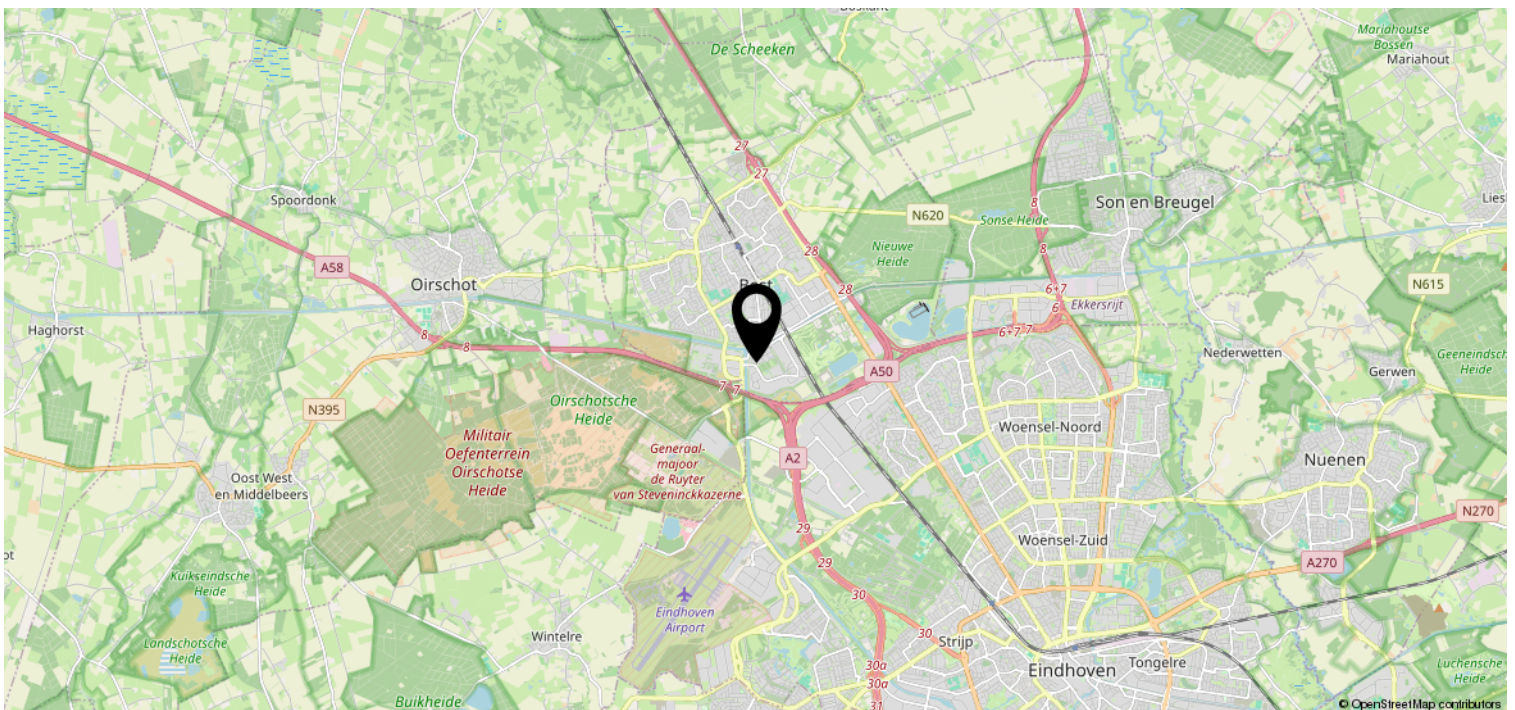 De Scheeken
Mariahoutse
Bossen
Mariahout
27
27
Spoordonk
8
Son en Breugel
N620
Sonse Heide
A58
28
Nieuwe
Heide
8
Oirschot
28
6+7
N615
Ekkersrijt
6
Haghorst
8
8
6+7
7
Nederwetten
A50
Gerwen
Geeneindsch
Heide
7
7
N395
Oirschotsche
Heide
Woensel-Noord
Militair
Oefenterrein
Oirschotse
Heide
Generaal-
majoor
de Ruyter
van Steveninckkazerne
A2
Nuenen
Oost West
en Middelbeers
N270
29
Woensel-Zuid
29
A270
Kuikseindsche
Heide
30
Eindhoven
Airport
30
Wintelre
Strijp
Landschotsche
Heide
30a
30a
Eindhoven
Tongelre
Luchensche
Heide
Buikheide
31
© OpenStreetMap contributors